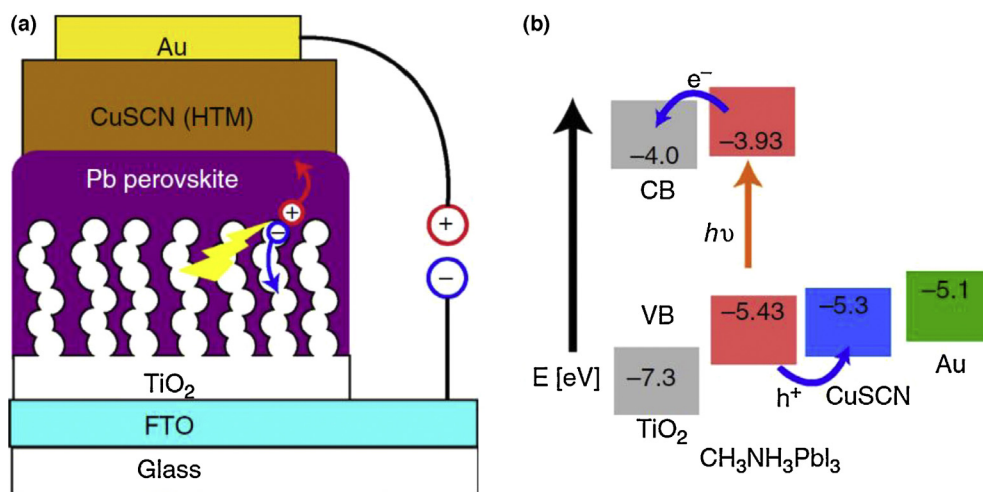 (a)
Au
CuSCN (HTM)
Pb perovskite
+
−
+
−
TiO₂
FTO
Glass
(b)
e⁻
−4.0
−3.93
CB
hυ
VB
−5.43
−5.3
−5.1
E [eV]
−7.3
h⁺
CuSCN
Au
TiO₂
CH₃NH₃PbI₃